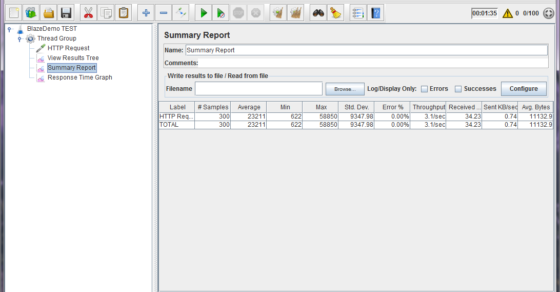 00:01:35 0 0/100
BlazeDemo TEST
Thread Group
HTTP Request
View Results Tree
Summary Report
Response Time Graph
Summary Report
Name: Summary Report
Comments:
Write results to file / Read from file
Filename Browse... Log/Display Only: Errors Successes Configure
Label # Samples Average Min Max Std. Dev. Error % Throughput Received ... Sent KB/sec Avg. Bytes
HTTP Req... 300 23211 622 58850 9347.98 0.00% 3.1/sec 34.23 0.74 11132.9
TOTAL 300 23211 622 58850 9347.98 0.00% 3.1/sec 34.23 0.74 11132.9